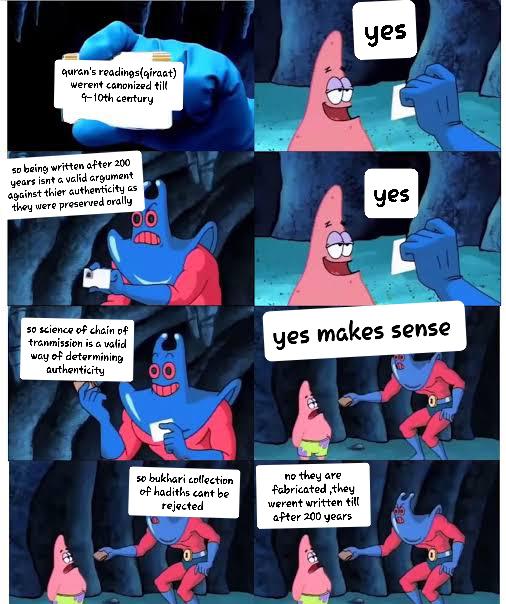 quran's readings(qiraat)
werent canonized till
9-10th century
yes
so being written after 200
years isnt a valid argument
against thier authenticity as
they were preserved orally
yes
so science of chain of
tranmission is a valid
way of determining
authenticity
yes makes sense
so bukhari collection
of hadiths cant be
rejected
no they are
fabricated ,they
werent written till
after 200 years